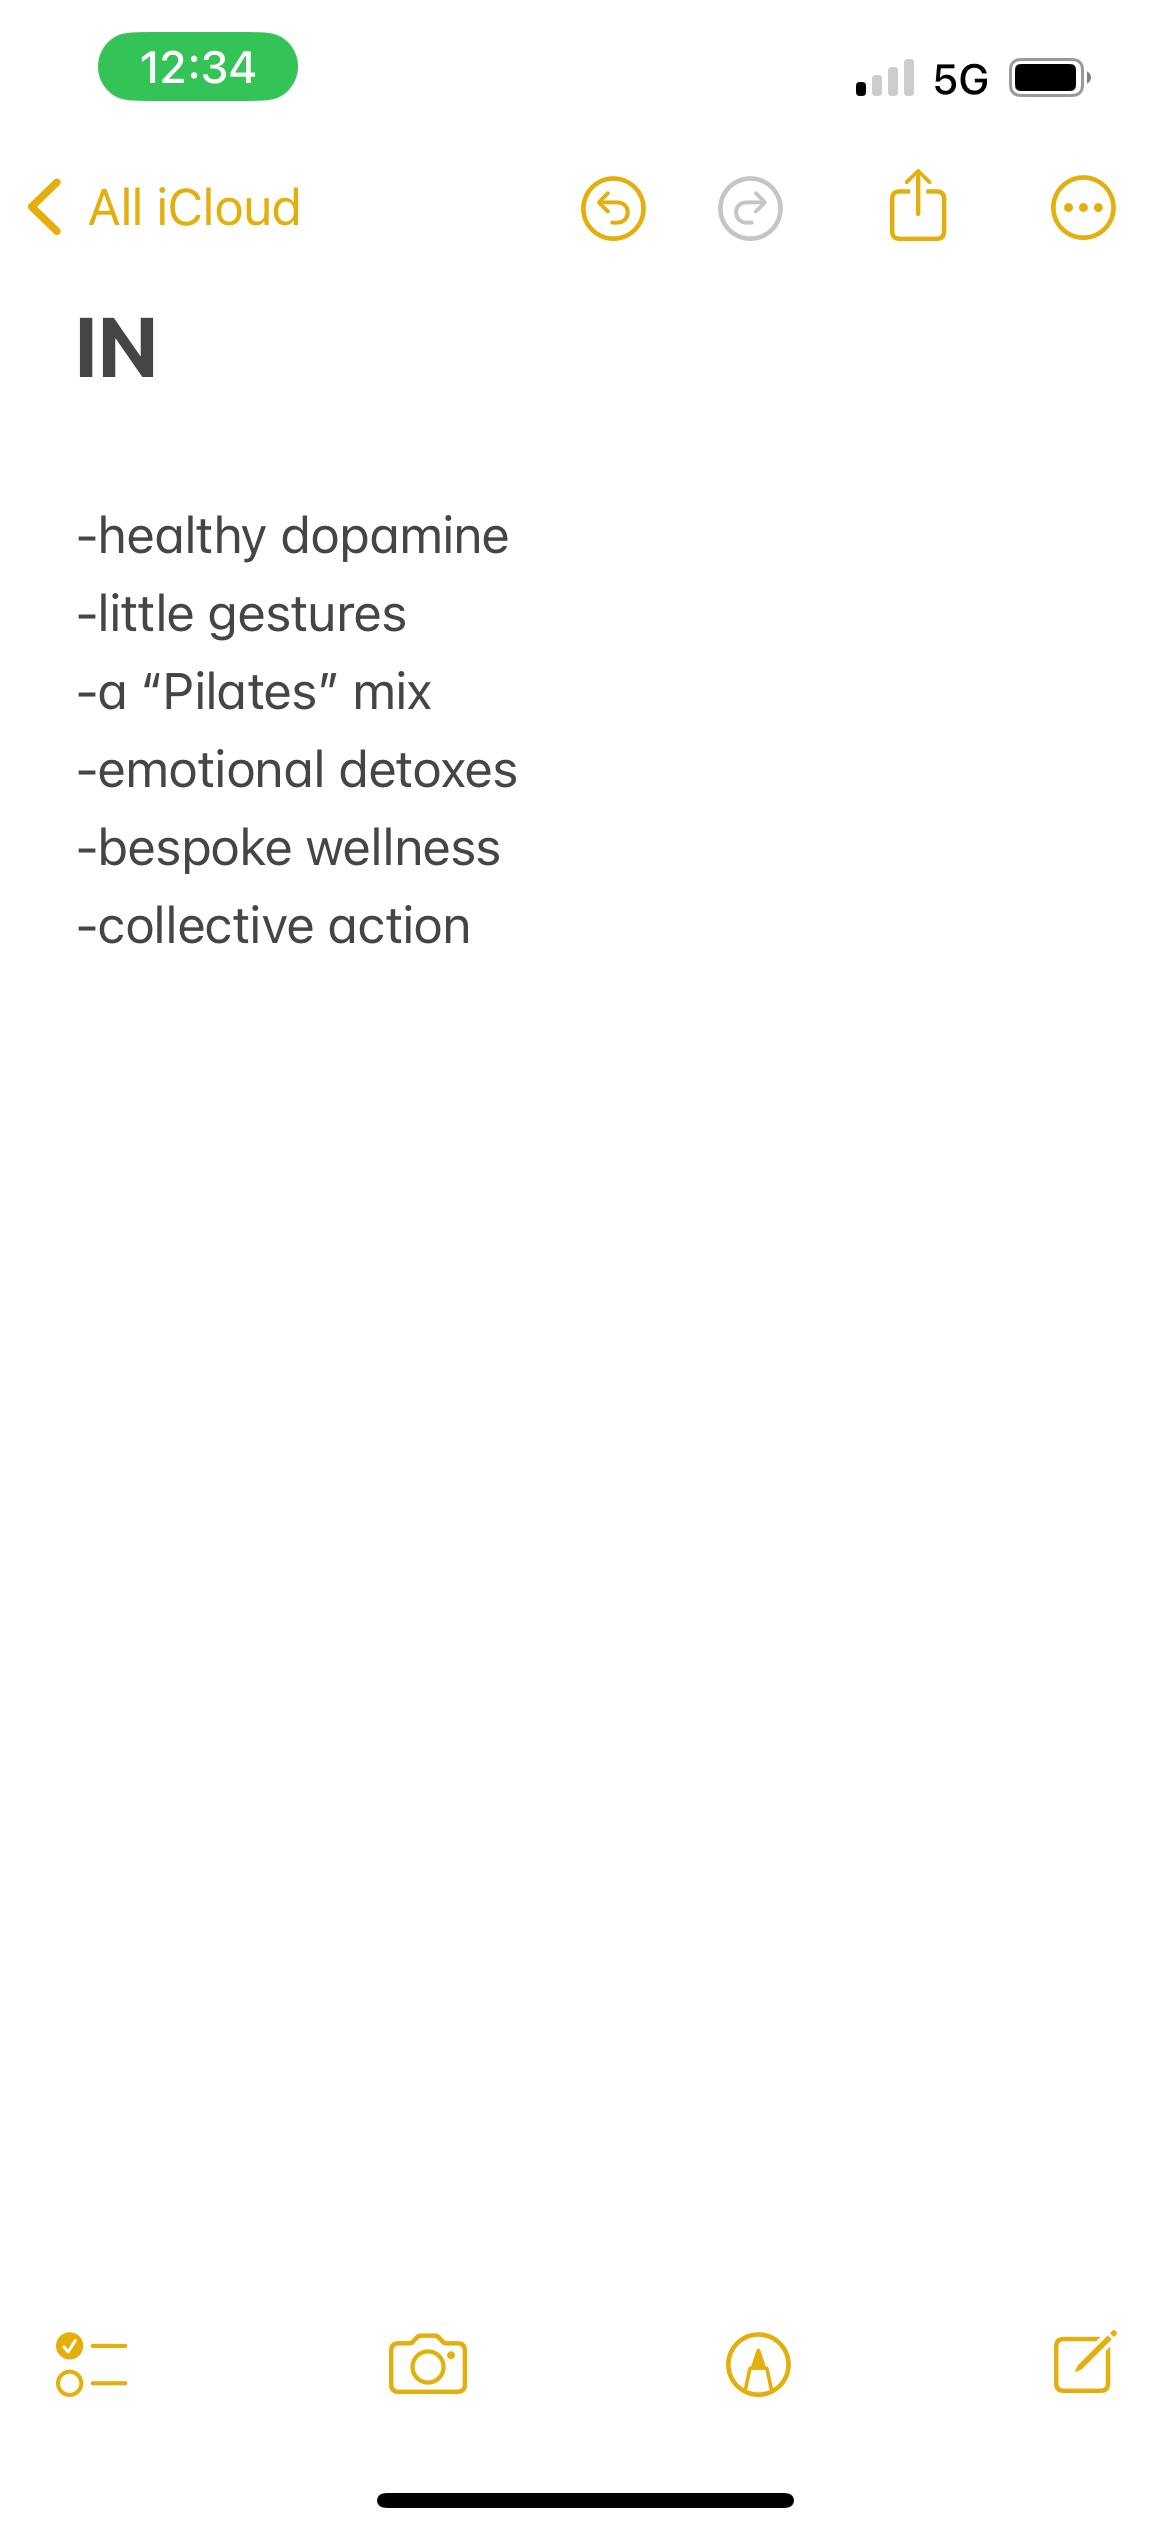 12:34
5G
All iCloud
IN
-healthy dopamine
-little gestures
-a “Pilates” mix
-emotional detoxes
-bespoke wellness
-collective action